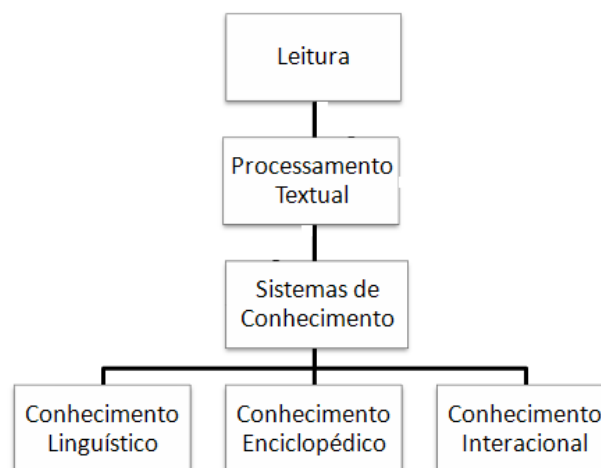 Leitura
Processamento
Textual
Sistemas de
Conhecimento
Conhecimento
Linguístico
Conhecimento
Enciclopédico
Conhecimento
Interacional